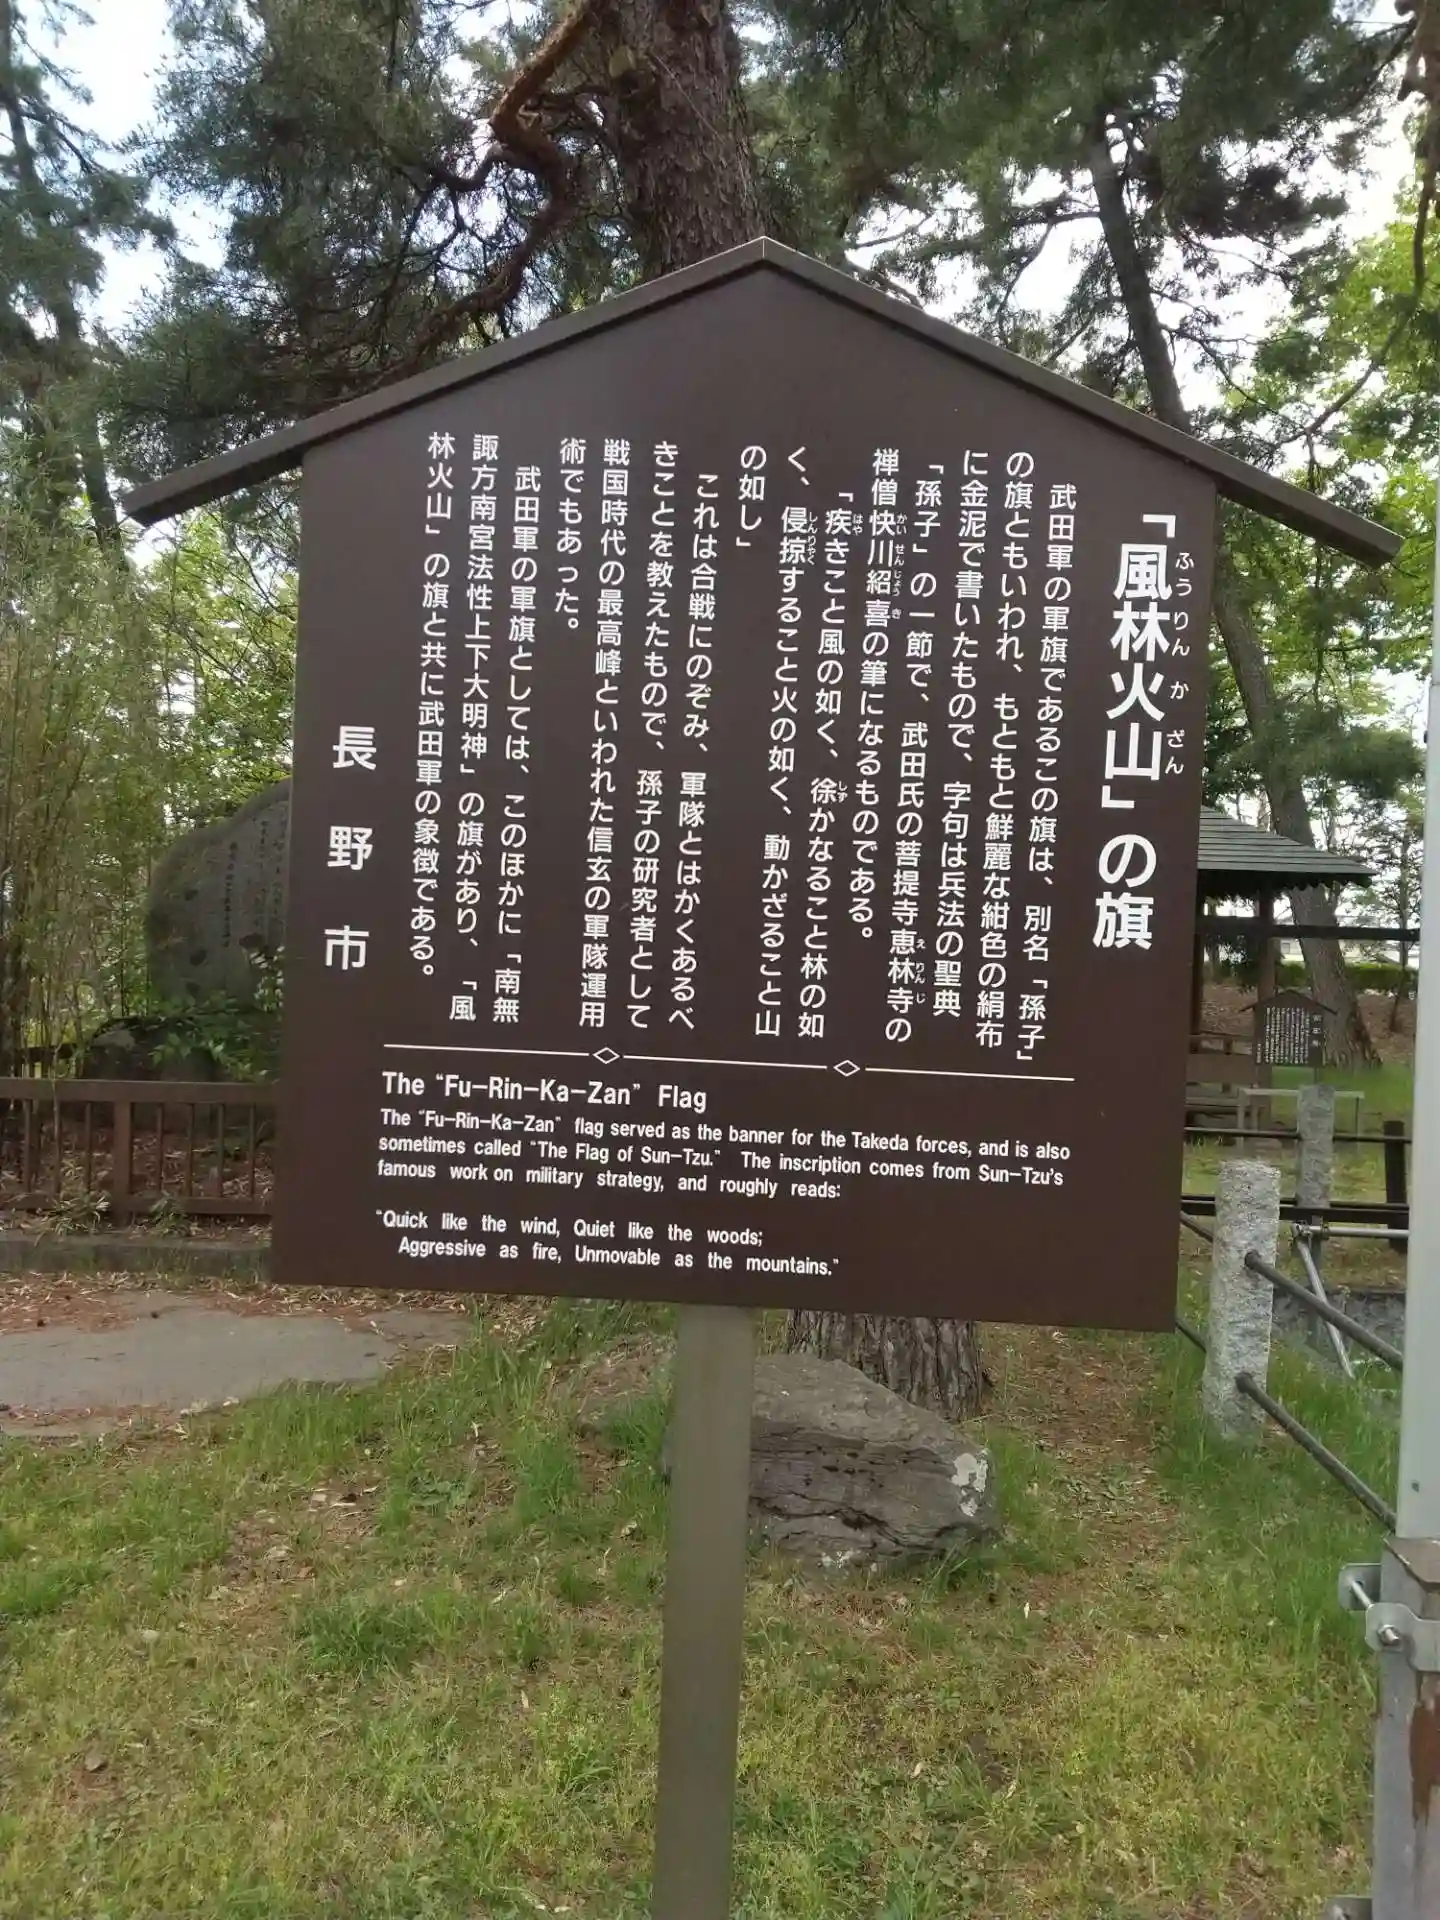 「風林火山」の旗
武田軍の軍旗であるこの旗は、別名「孫子」
の旗ともいわれ、もともと鮮麗な紺色の絹布
に金泥で書いたもので、字句は兵法の聖典
「孫子」の一節で、武田氏の菩提寺恵林寺の
禅僧快川紹喜の筆になるものである。
「疾きこと風の如く、徐かなること林の如
く、侵掠すること火の如く、動かざること山
の如し」
これは合戦にのぞみ、軍隊とはかくあるべ
きことを教えたもので、孫子の研究者として
戦国時代の最高峰といわれた信玄の軍隊運用
術でもあった。
武田軍の軍旗としては、このほかに「南無
諏方南宮法性上下大明神」の旗があり、「風
林火山」の旗と共に武田軍の象徴である。
長野市
The "Fu-Rin-Ka-Zan" Flag
The "Fu-Rin-Ka-Zan" flag served as the banner for the Takeda forces, and is also
sometimes called "The Flag of Sun-Tzu." The inscription comes from Sun-Tzu's
famous work on military strategy, and roughly reads:
"Quick like the wind, Quiet like the woods;
Aggressive as fire, Unmovable as the mountains."